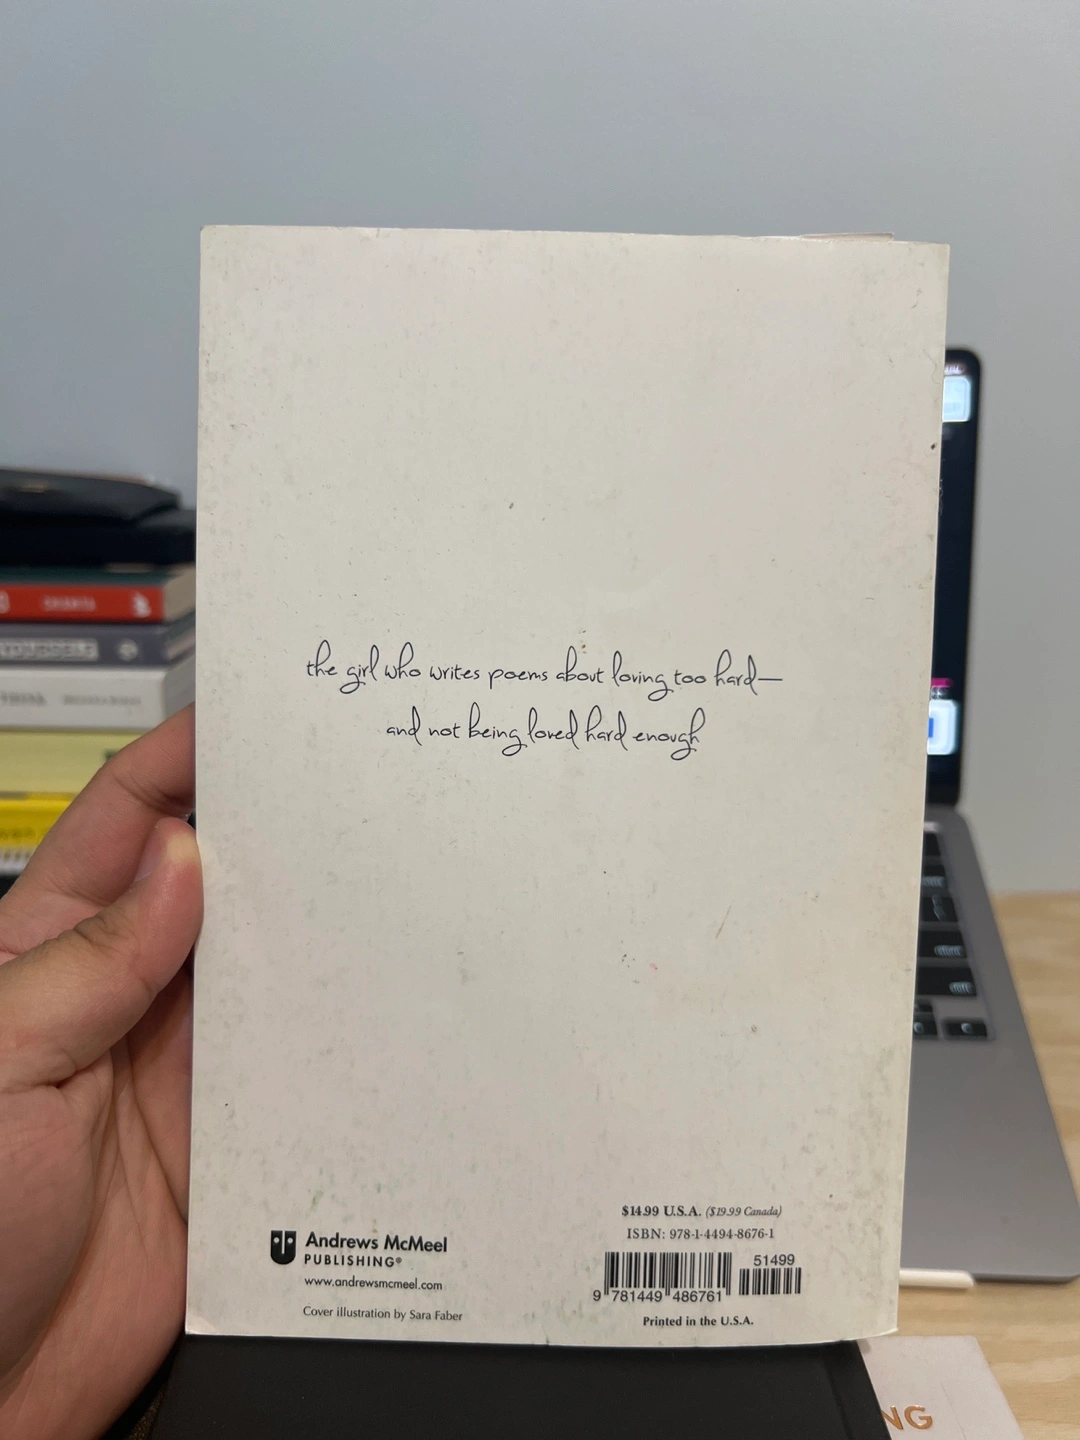 the girl who writes poems about loving too hard—
and not being loved hard enough
Andrews McMeel
PUBLISHING®
www.andrewsmcmeel.com
Cover illustration by Sara Faber
$14.99 U.S.A. ($19.99 Canada)
ISBN: 978-1-4494-8676-1
51499
9 781449 486761
Printed in the U.S.A.
YOURSELF
NG